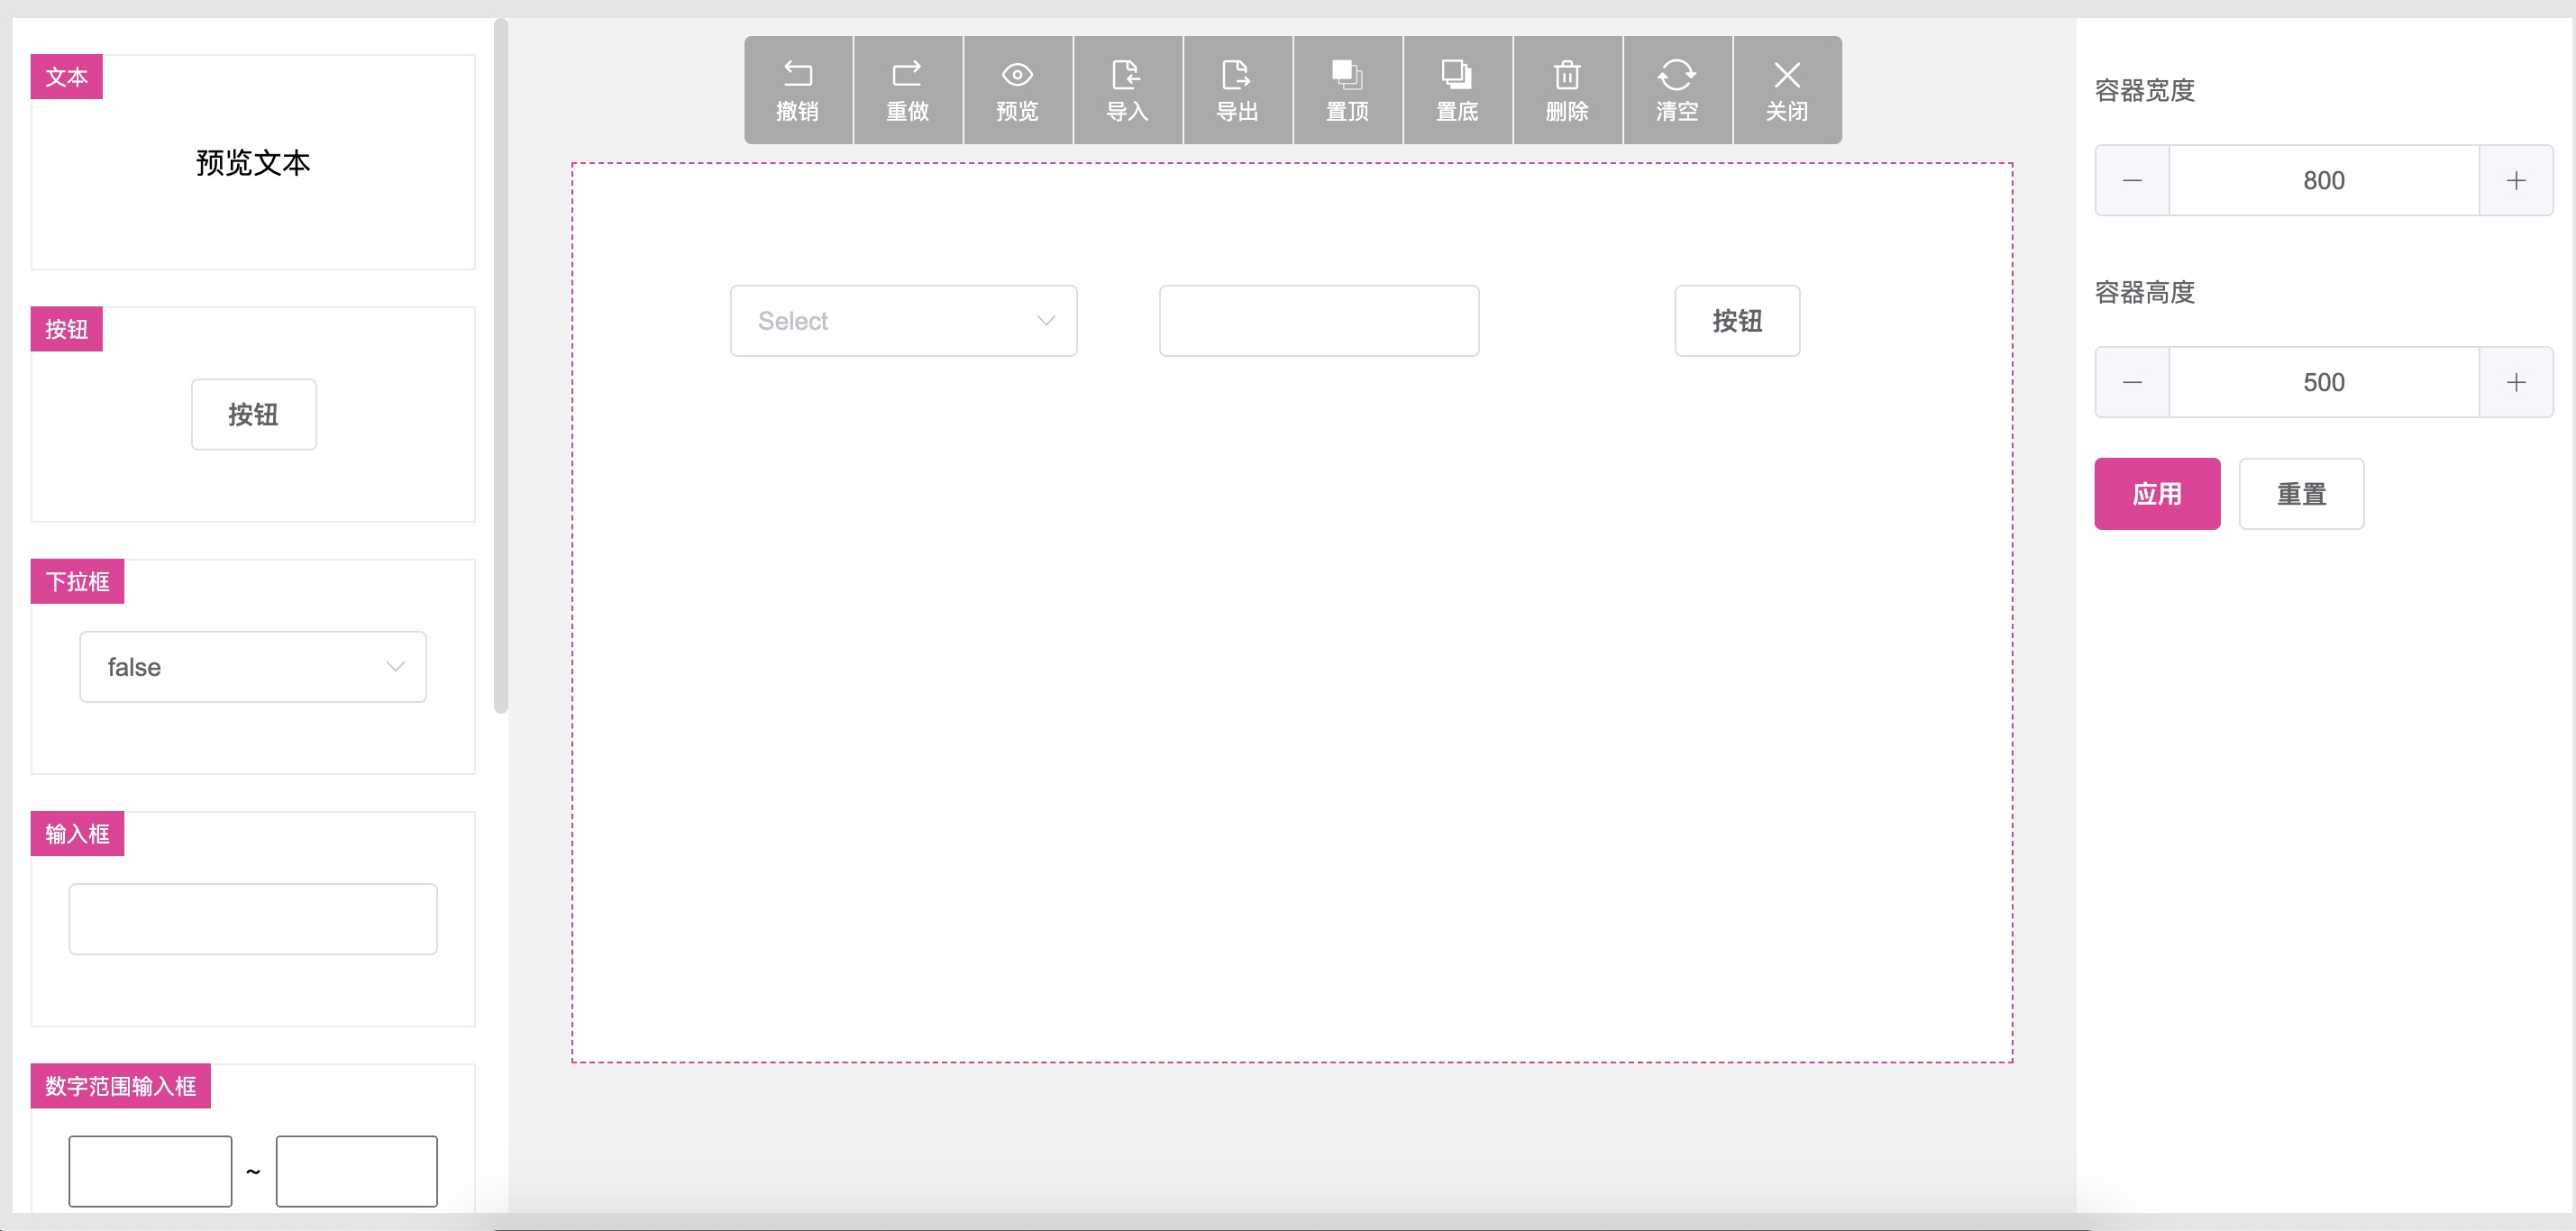 文本
预览文本
按钮
按钮
下拉框
false
输入框
数字范围输入框
~
撤销 重做 预览 导入 导出 置顶 置底 删除 清空 关闭
Select 按钮
容器宽度
800
容器高度
500
应用 重置